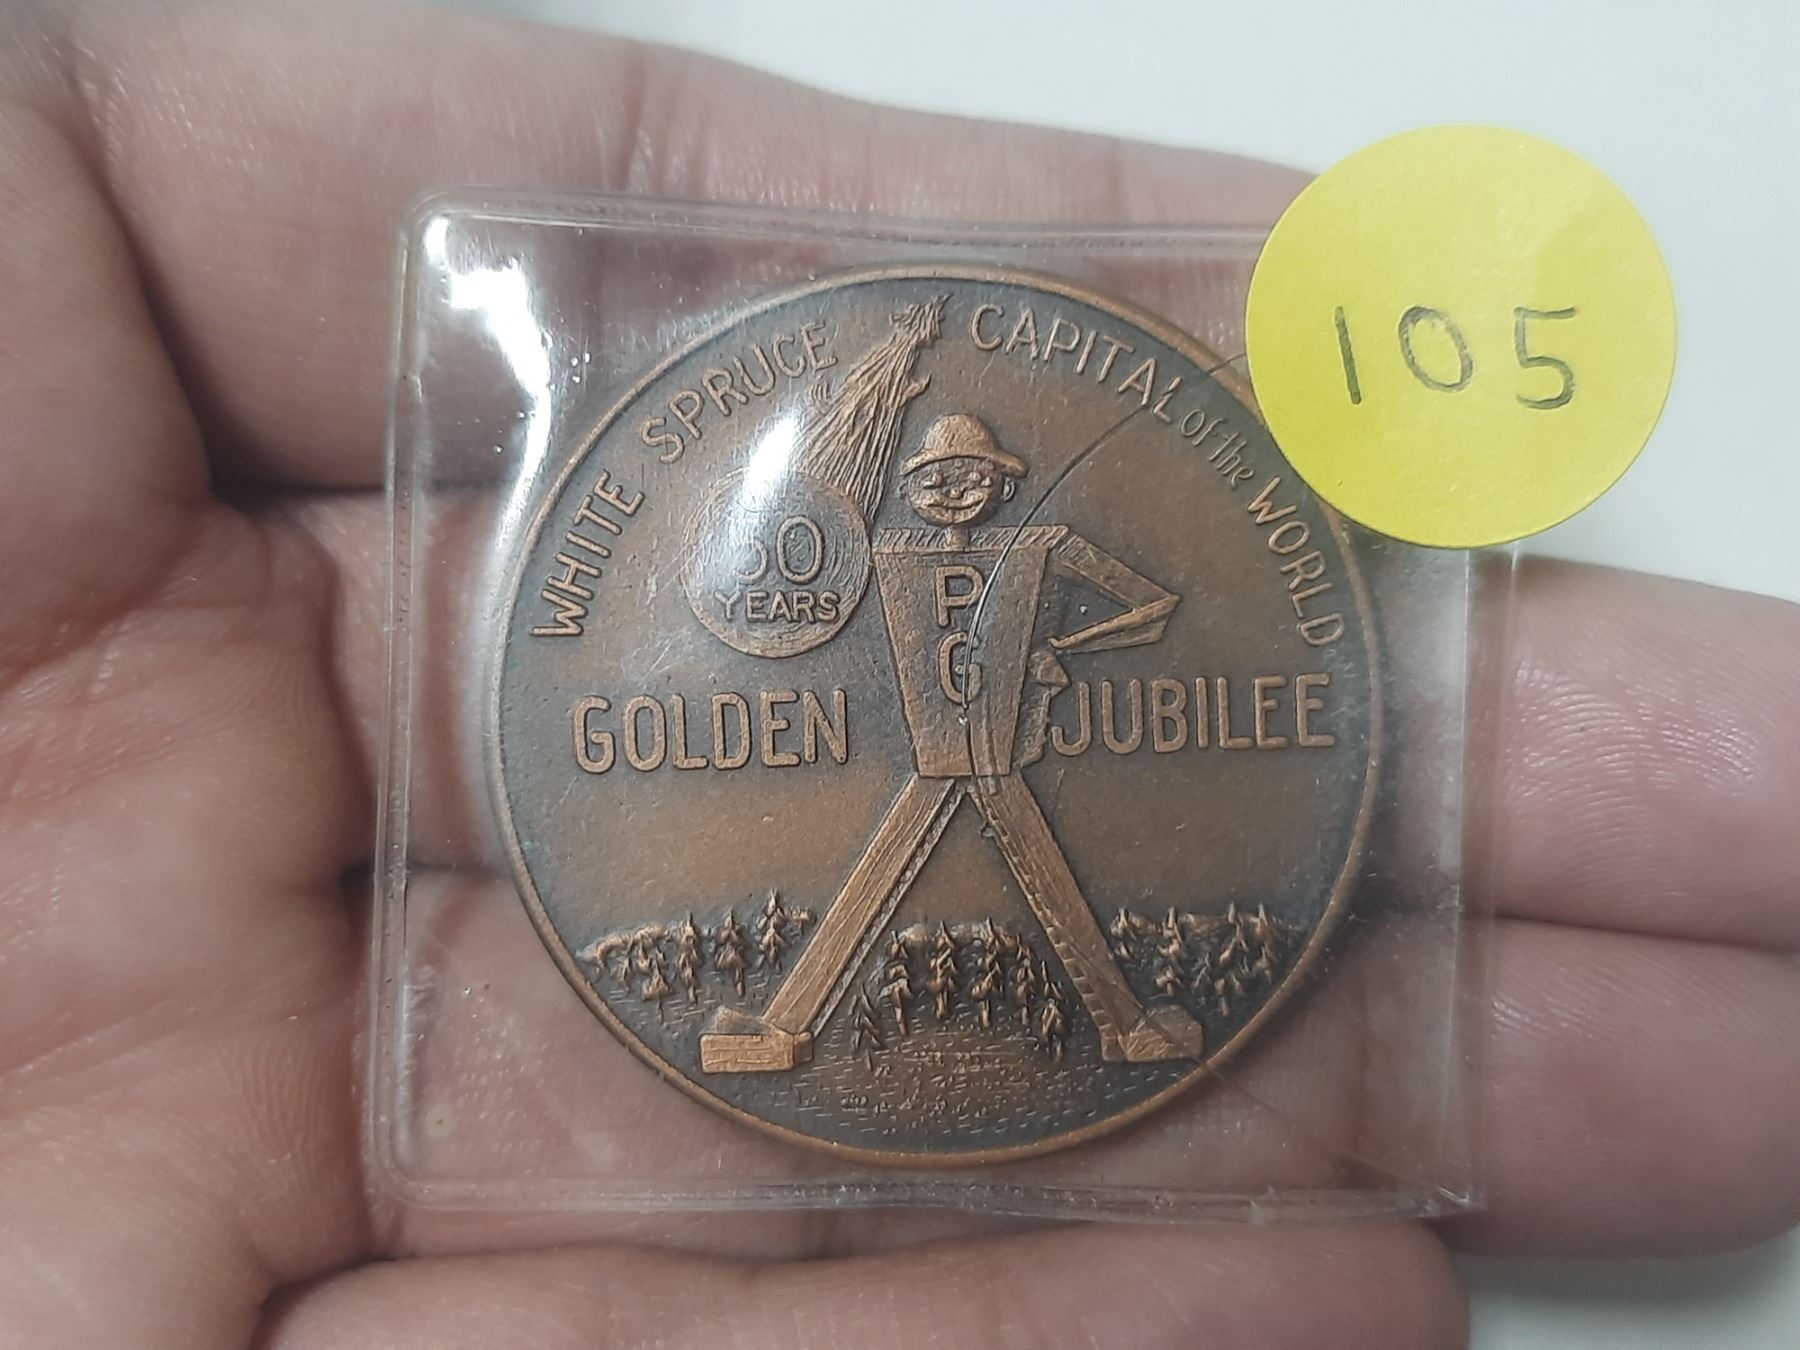 WHITE SPRUCE CAPITAL of the WORLD
50
YEARS
P
G
GOLDEN JUBILEE
105